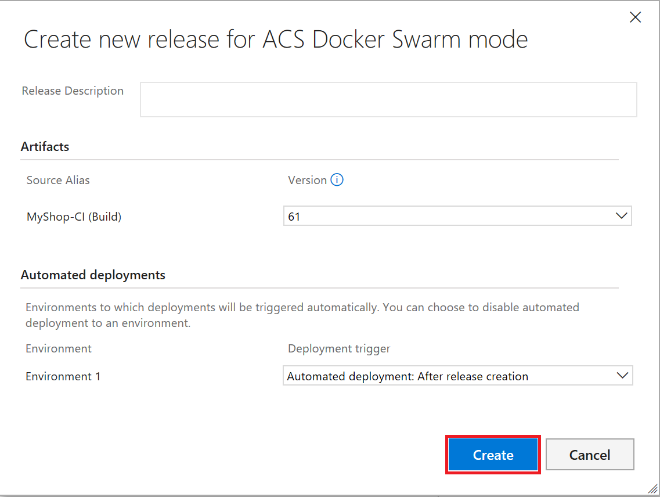 Create new release for ACS Docker Swarm mode
Release Description
Artifacts
Source Alias
Version
MyShop-CI (Build)
61
Automated deployments
Environments to which deployments will be triggered automatically. You can choose to disable automated
deployment to an environment.
Environment
Deployment trigger
Environment 1
Automated deployment: After release creation
Create
Cancel